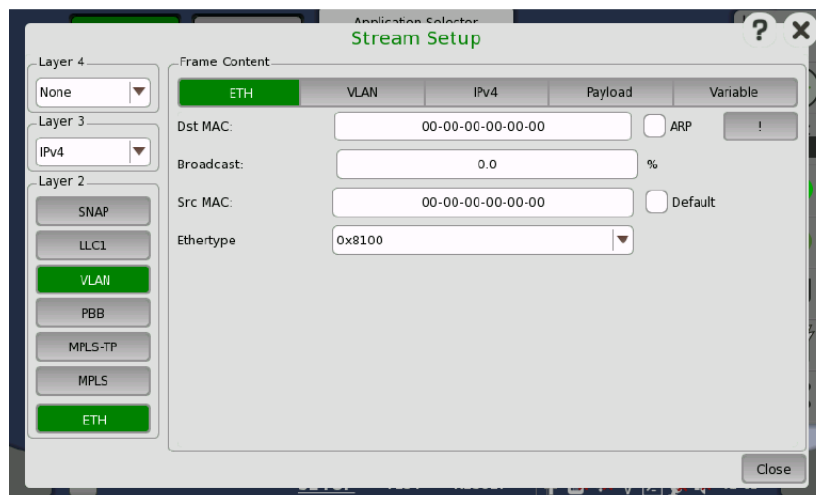 Application Selector
Stream Setup
?
X
Layer 4
None
Layer 3
IPv4
Layer 2
SNAP
LLC1
VLAN
PBB
MPLS-TP
MPLS
ETH
Frame Content
ETH VLAN IPv4 Payload Variable
Dst MAC: 00-00-00-00-00-00 ARP !
Broadcast: 0.0 %
Src MAC: 00-00-00-00-00-00 Default
Ethertype 0x8100
Close